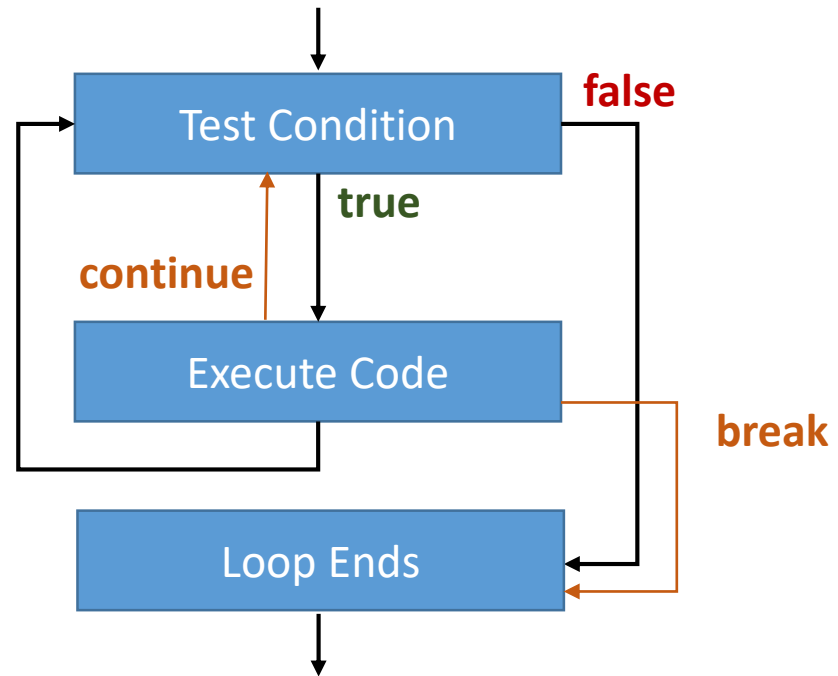 false
Test Condition
true
continue
Execute Code
break
Loop Ends